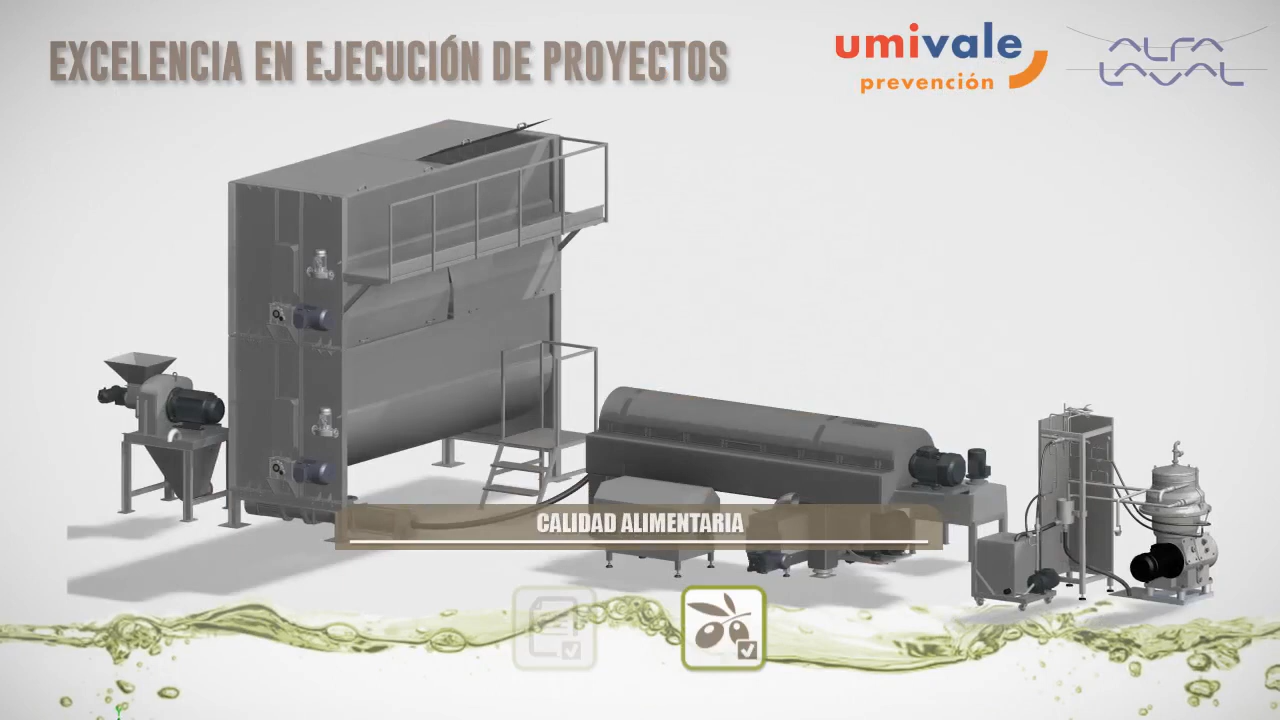 EXCELENCIA EN EJECUCIÓN DE PROYECTOS
umivale
prevención
ALFA
LAVAL
CALIDAD ALIMENTARIA